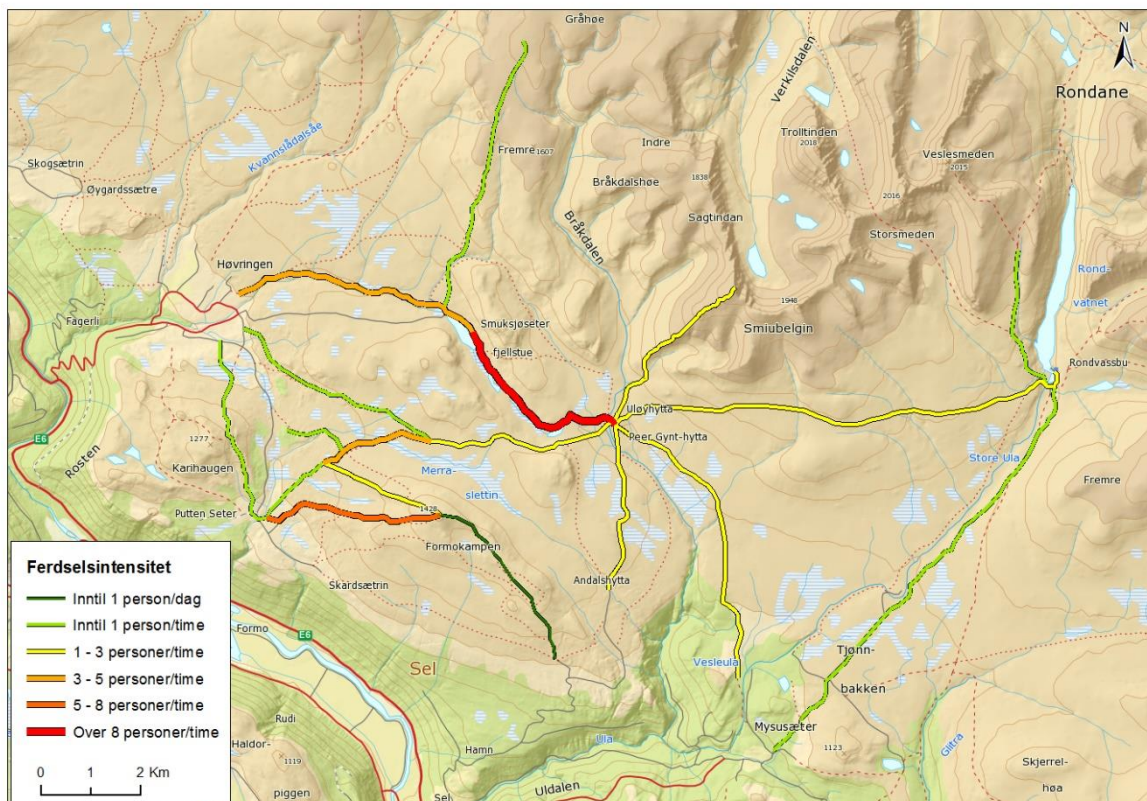 Gråhøe
N
Verkilsdalen
Rondane
Kvannslådalsåe
Trolltinden
2018
Indre
Fremre 1607
Skogsætrin
Veslesmeden
2015
Bråkdalshøe
1838
Øygardssætre
2016
Bråkdalen
Sagtindan
Storsmeden
Høvringen
Rond-
vatnet
1946
Fagerli
Smuksjøseter
fjellstue
Smiubelgin
Rondvassbu
Uløyhytta
Peer Gynt-hytta
E6
1277
Rosten
Karihaugen
Merra-
slettin
Store Ula
Fremre
Putten Seter
1428
Formokampen
Skardsætrin
Andalshytta
Ferdselsintensitet
Inntil 1 person/dag
Inntil 1 person/time
1 - 3 personer/time
3 - 5 personer/time
5 - 8 personer/time
Over 8 personer/time
0 1 2 Km
Formo
E6
Sel
Vesleula
Tjønn-
bakken
Mysusæter
1123
Rudi
Haldor-
piggen
1119
Hamn
Ula
Glitra
Sel
Uldalen
Skjerrel-
høa